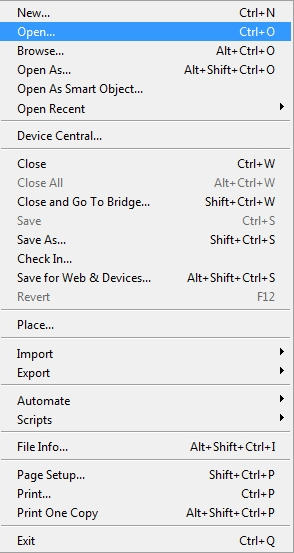 New... Ctrl+N
Open... Ctrl+O
Browse... Alt+Ctrl+O
Open As... Alt+Shift+Ctrl+O
Open As Smart Object...
Open Recent
Device Central...
Close Ctrl+W
Close All Alt+Ctrl+W
Close and Go To Bridge... Shift+Ctrl+W
Save Ctrl+S
Save As... Shift+Ctrl+S
Check In...
Save for Web & Devices... Alt+Shift+Ctrl+S
Revert F12
Place...
Import
Export
Automate
Scripts
File Info... Alt+Shift+Ctrl+I
Page Setup... Shift+Ctrl+P
Print... Ctrl+P
Print One Copy Alt+Shift+Ctrl+P
Exit Ctrl+Q